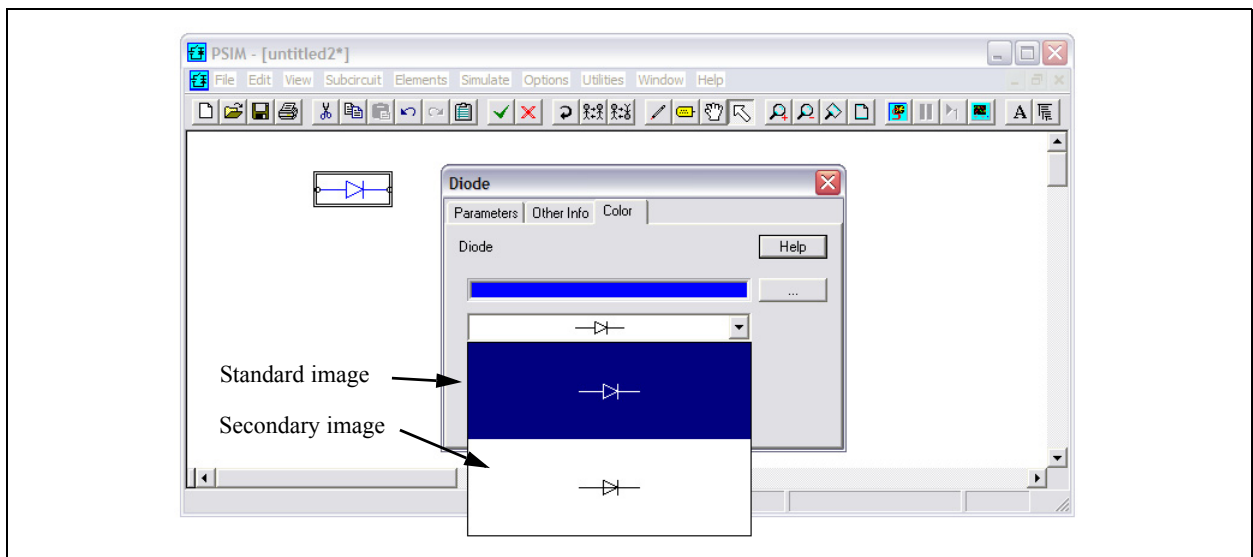 PSIM - [untitled2*]
File Edit View Subcircuit Elements Simulate Options Utilities Window Help
A
Diode
Parameters Other Info Color
Diode
Help
...
Standard image
Secondary image